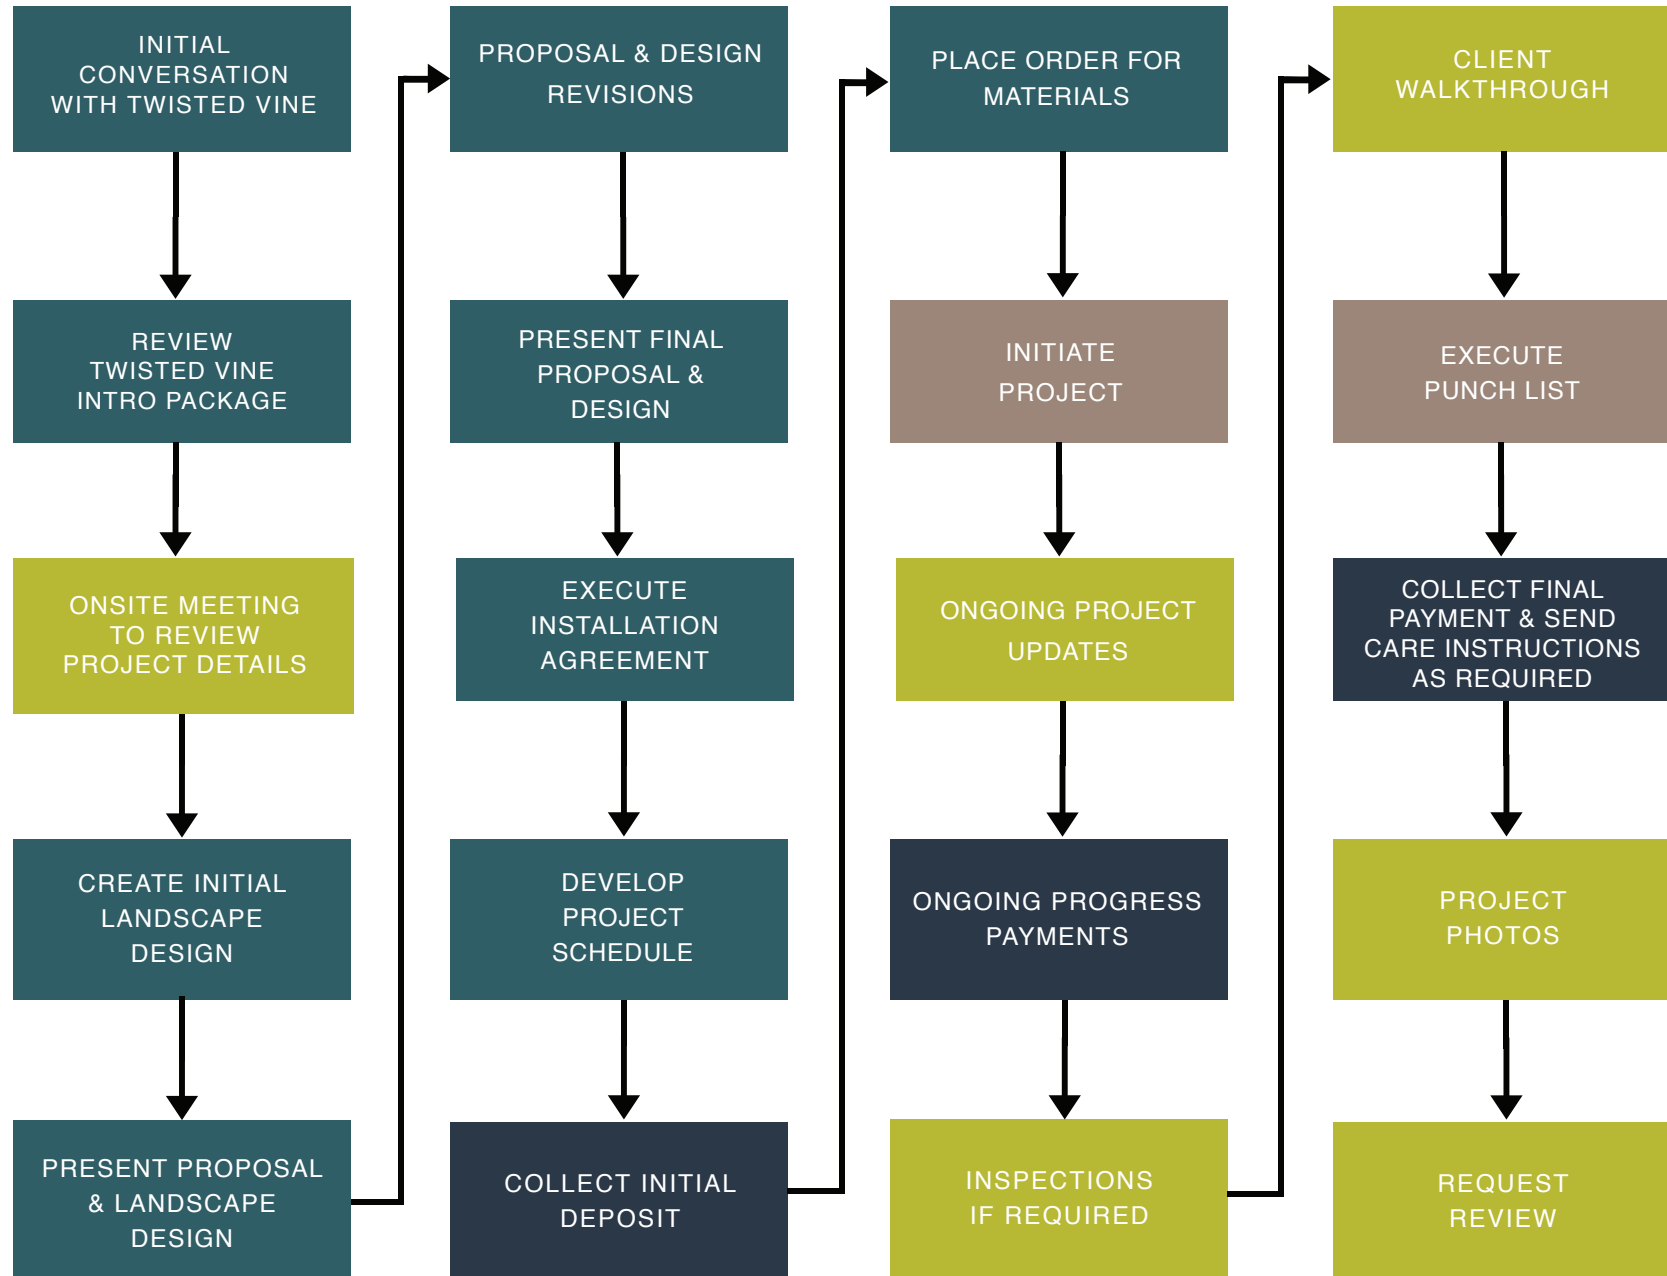 INITIAL
CONVERSATION
WITH TWISTED VINE
REVIEW
TWISTED VINE
INTRO PACKAGE
ONSITE MEETING
TO REVIEW
PROJECT DETAILS
CREATE INITIAL
LANDSCAPE
DESIGN
PRESENT PROPOSAL
& LANDSCAPE
DESIGN
PROPOSAL & DESIGN
REVISIONS
PRESENT FINAL
PROPOSAL &
DESIGN
EXECUTE
INSTALLATION
AGREEMENT
DEVELOP
PROJECT
SCHEDULE
COLLECT INITIAL
DEPOSIT
PLACE ORDER FOR
MATERIALS
INITIATE
PROJECT
ONGOING PROJECT
UPDATES
ONGOING PROGRESS
PAYMENTS
INSPECTIONS
IF REQUIRED
CLIENT
WALKTHROUGH
EXECUTE
PUNCH LIST
COLLECT FINAL
PAYMENT & SEND
CARE INSTRUCTIONS
AS REQUIRED
PROJECT
PHOTOS
REQUEST
REVIEW